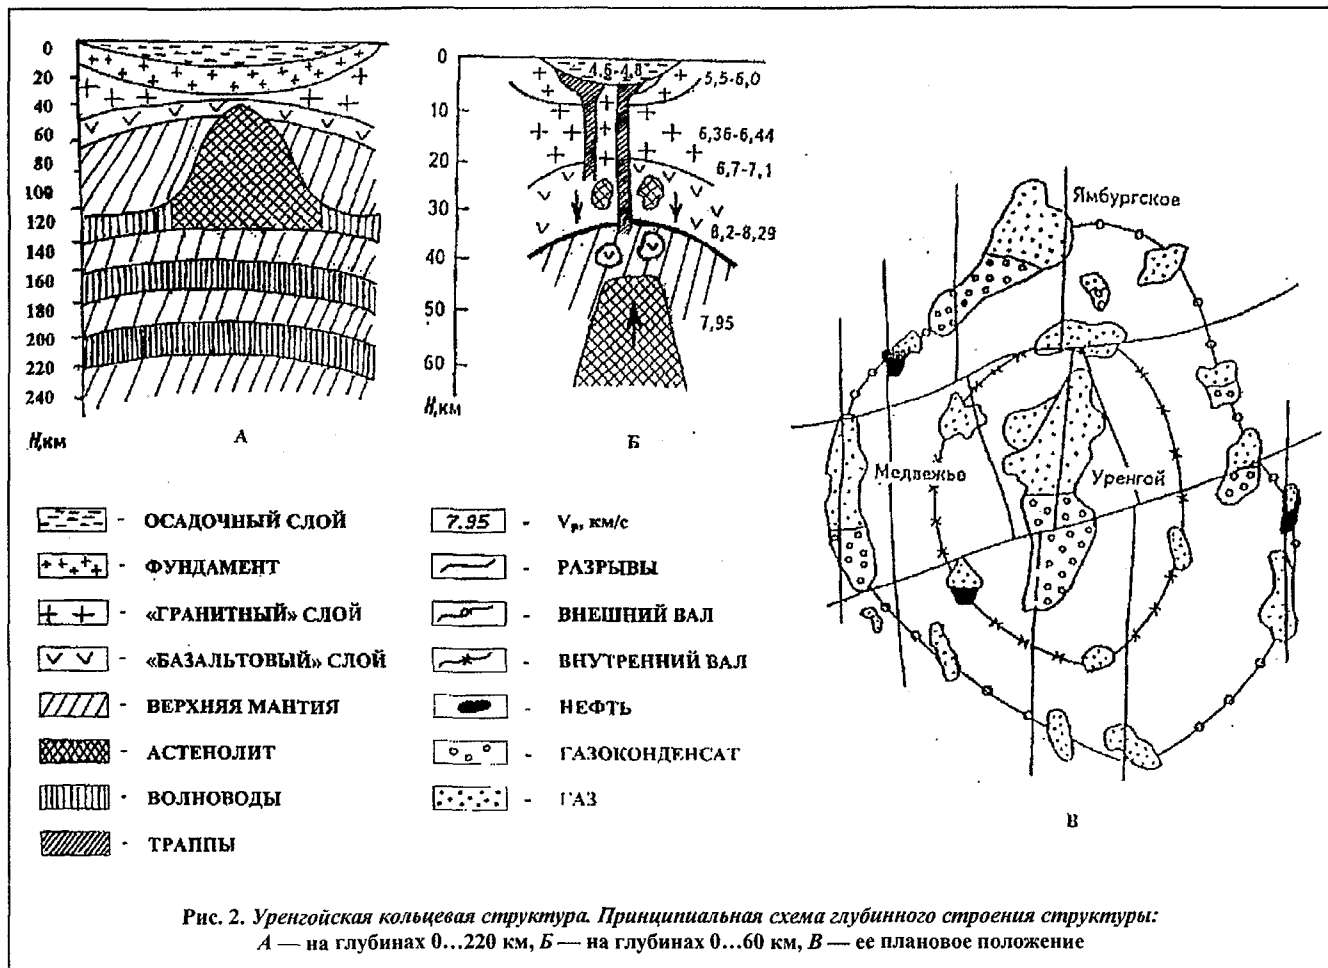 0
20
40
60
80
100
120
140
160
180
200
220
240
Н,км
А
0
10
20
30
40
50
60
Н,км
4,6-4,8
5,5-6,0
6,36-6,44
6,7-7,1
8,2-8,29
7,95
Б
Ямбургское
Медвежье
Уренгой
В
- ОСАДОЧНЫЙ СЛОЙ
- ФУНДАМЕНТ
- «ГРАНИТНЫЙ» СЛОЙ
- «БАЗАЛЬТОВЫЙ» СЛОЙ
- ВЕРХНЯЯ МАНТИЯ
- АСТЕНОЛИТ
- ВОЛНОВОДЫ
- ТРАППЫ
7.95 - Vp, км/с
- РАЗРЫВЫ
- ВНЕШНИЙ ВАЛ
- ВНУТРЕННИЙ ВАЛ
- НЕФТЬ
- ГАЗОКОНДЕНСАТ
- ГАЗ
Рис. 2. Уренгойская кольцевая структура. Принципиальная схема глубинного строения структуры:
А — на глубинах 0...220 км, Б — на глубинах 0...60 км, В — ее плановое положение